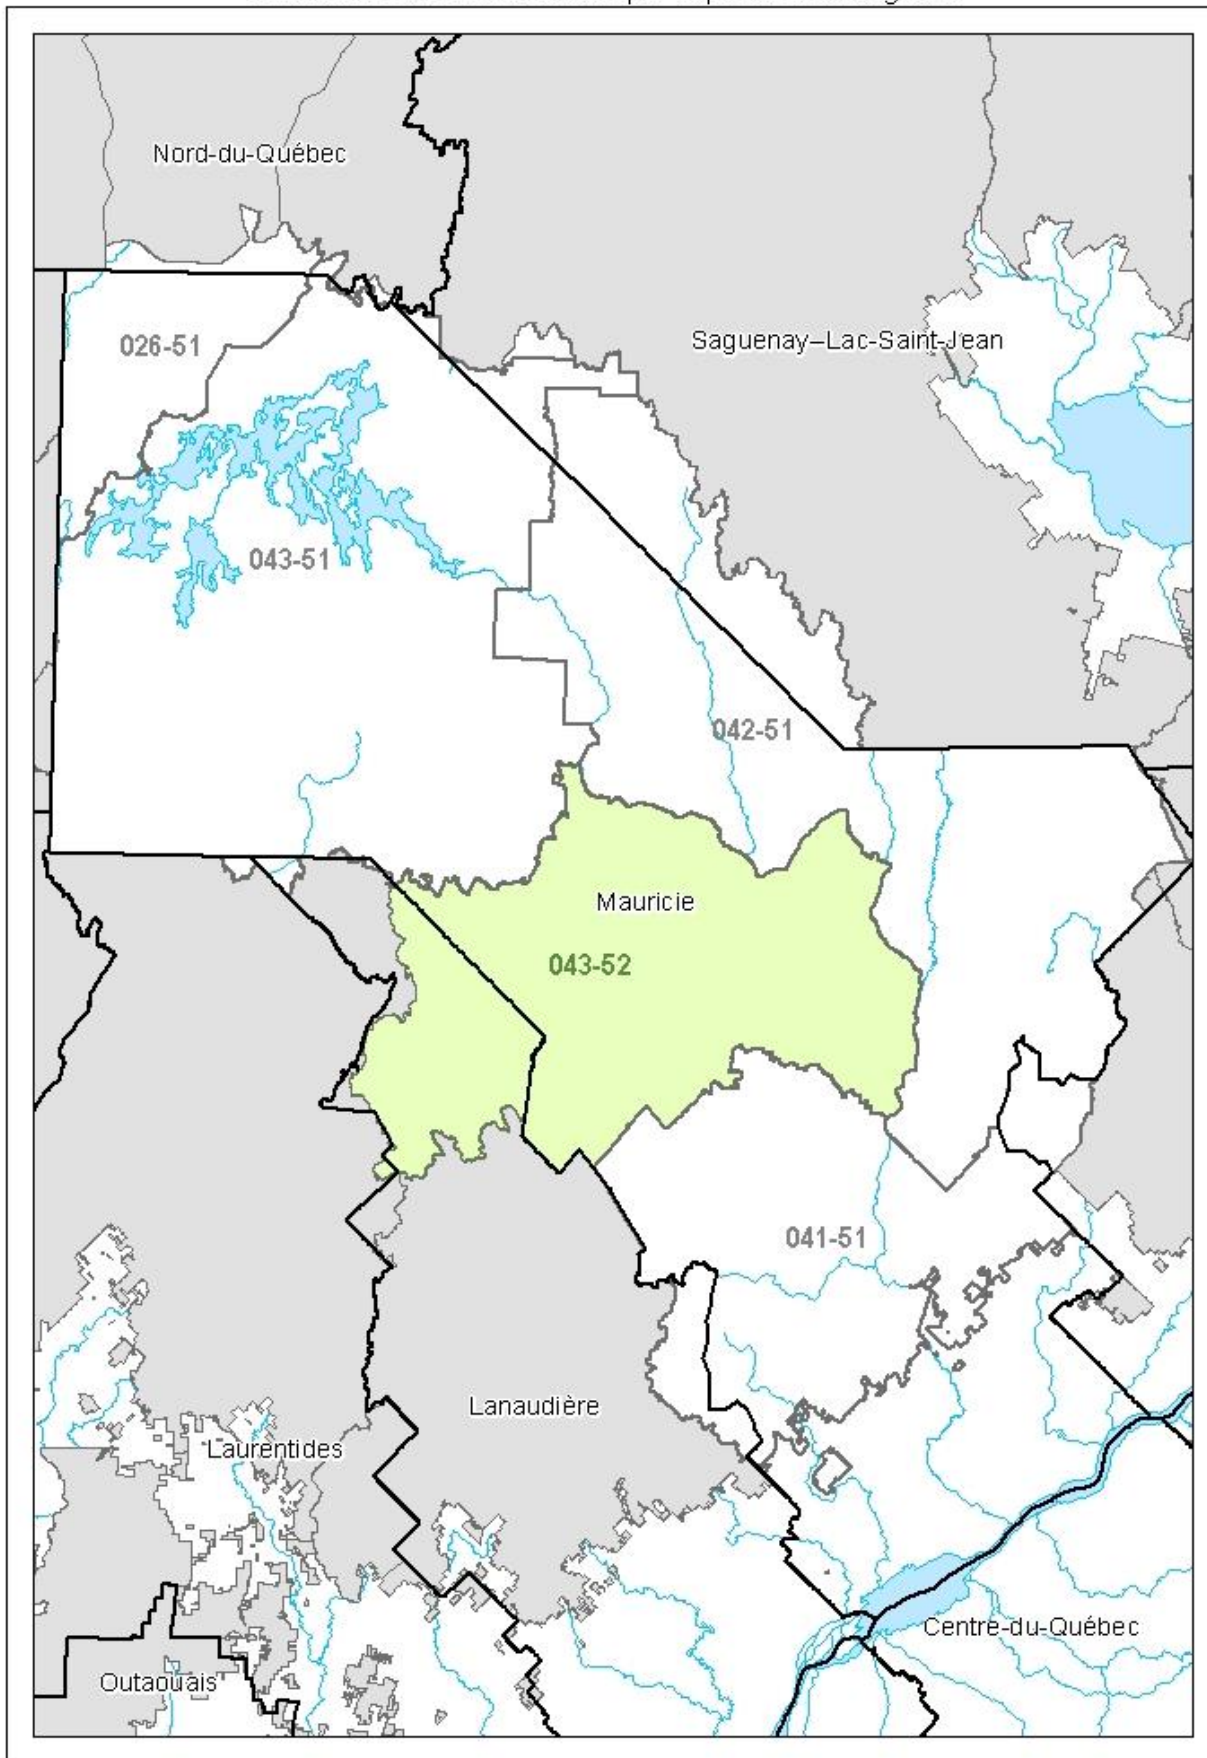 Nord-du-Québec
026-51
Saguenay–Lac-Saint-Jean
043-51
042-51
Mauricie
043-52
041-51
Lanaudière
Laurentides
Centre-du-Québec
Outaouais